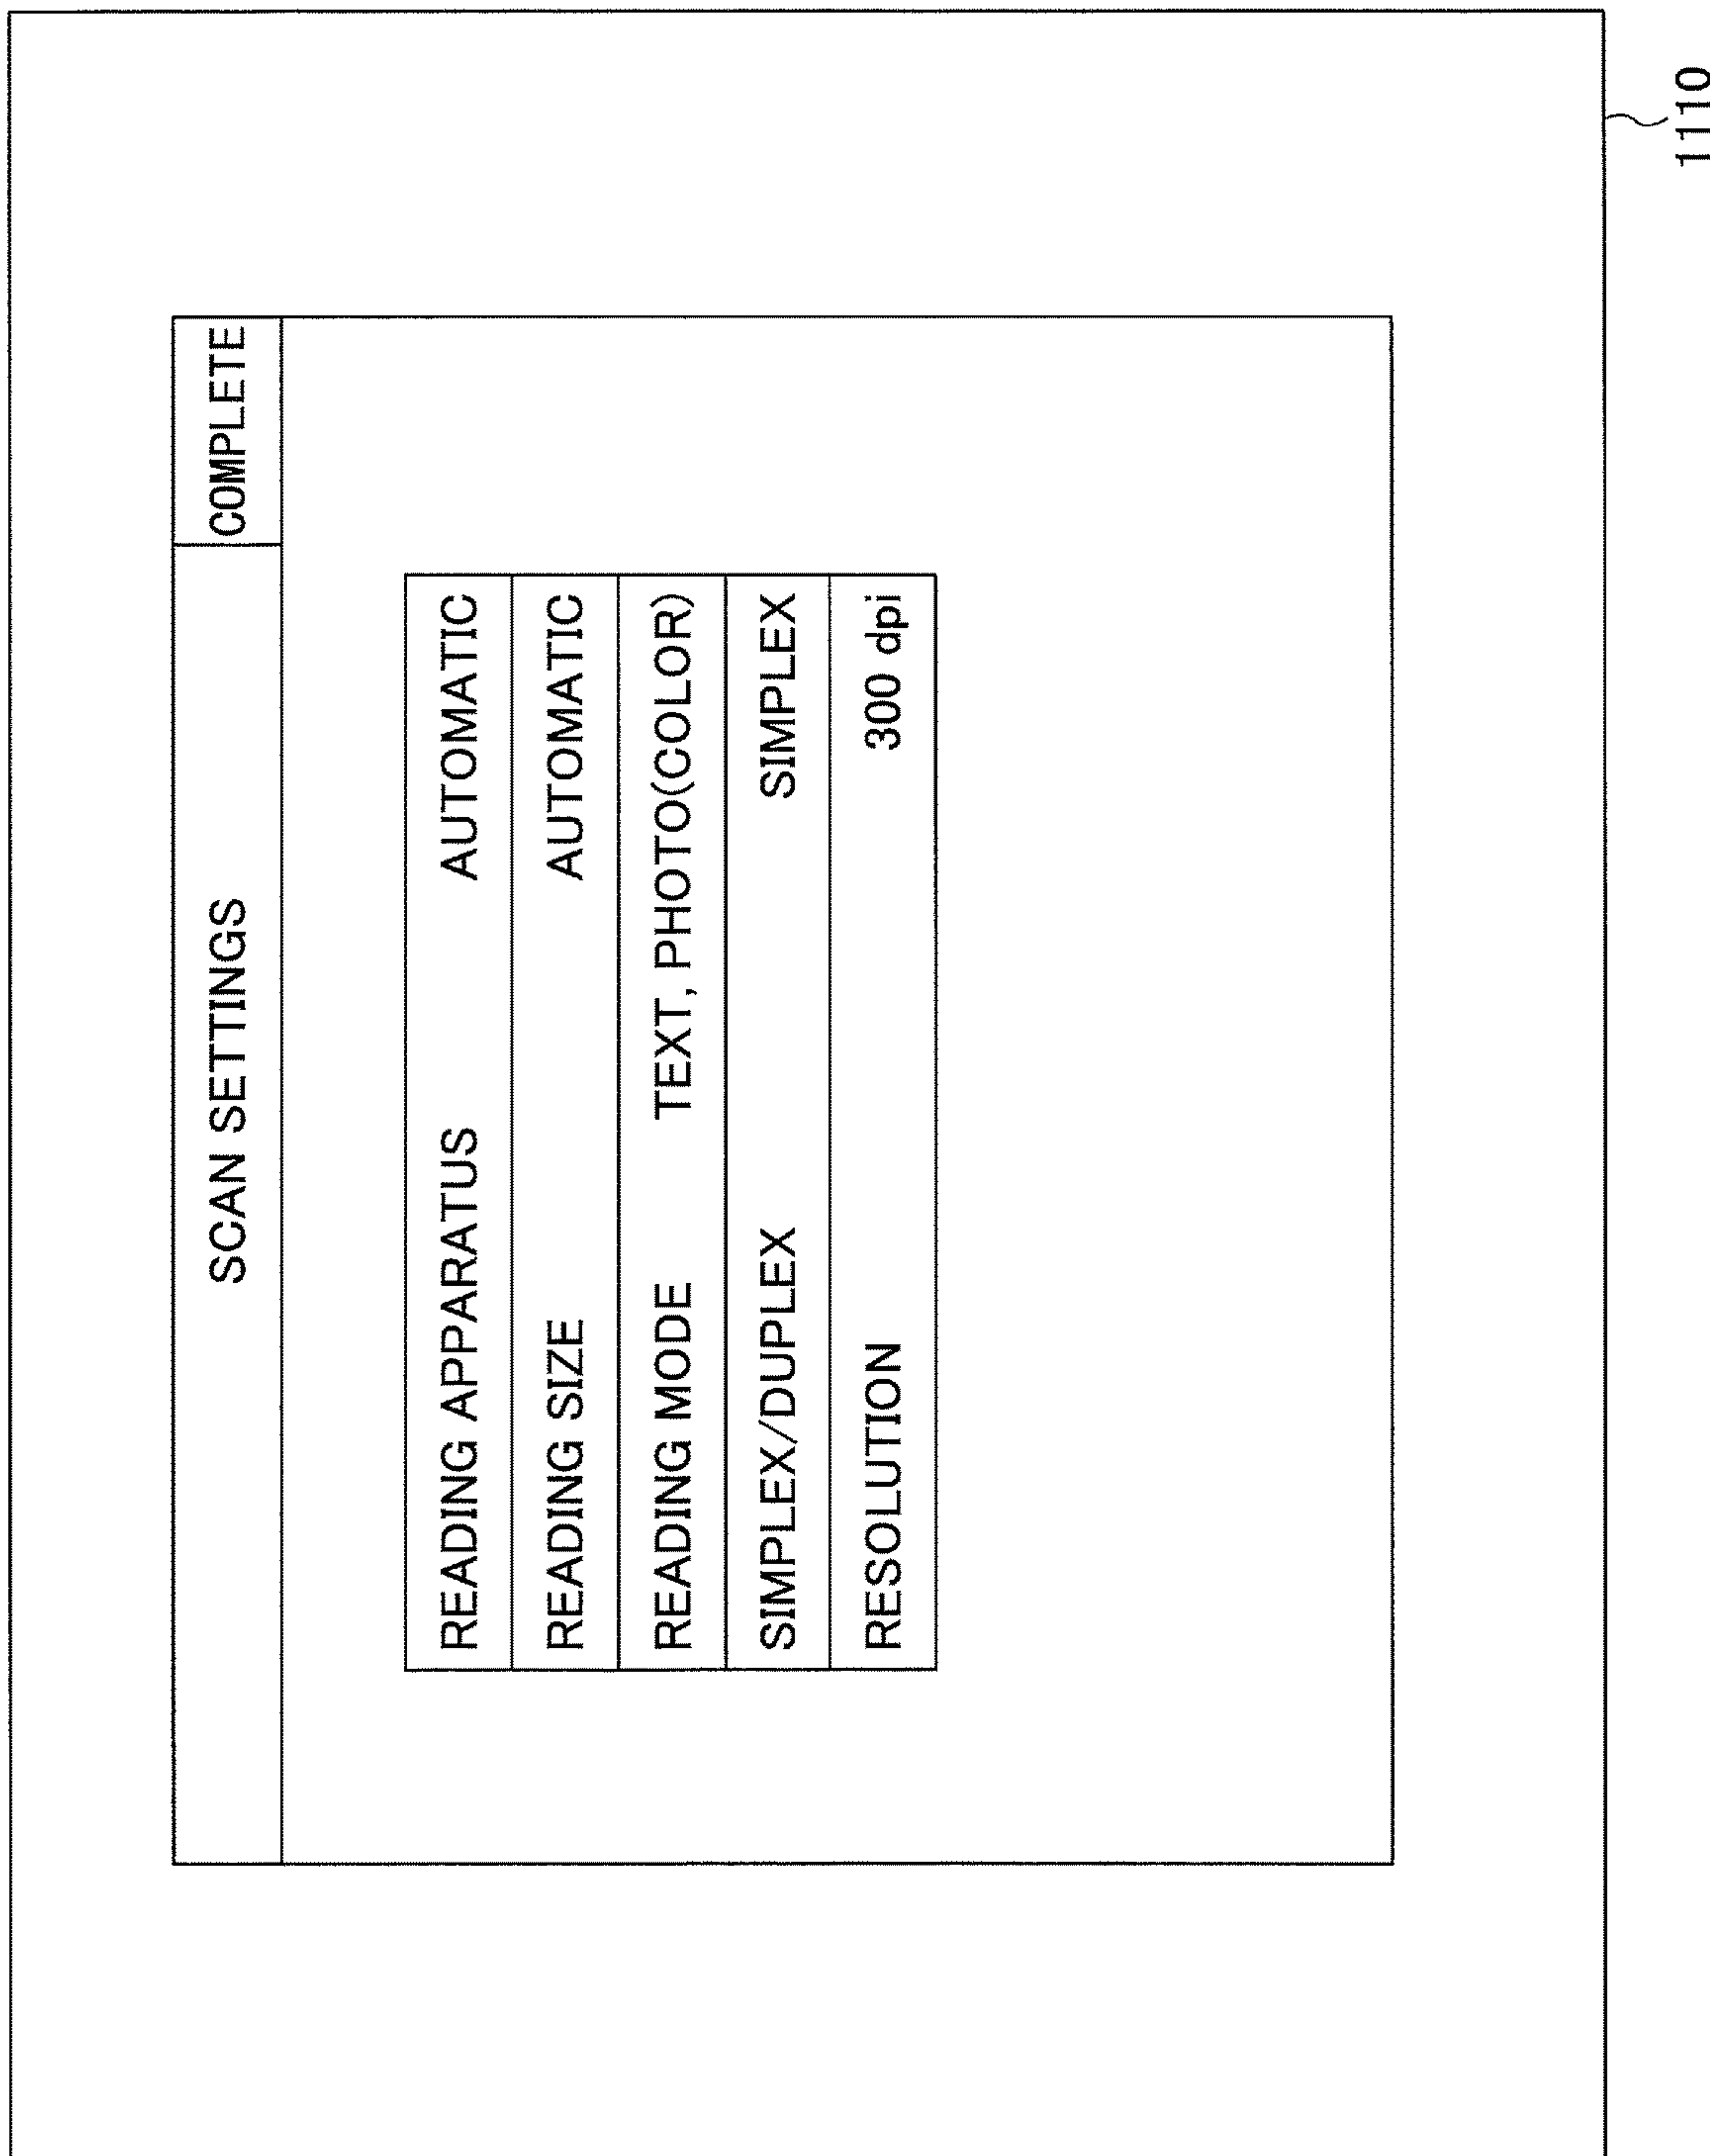 SCAN SETTINGS COMPLETE
READING APPARATUS AUTOMATIC
READING SIZE AUTOMATIC
READING MODE TEXT, PHOTO(COLOR)
SIMPLEX/DUPLEX SIMPLEX
RESOLUTION 300 dpi
1110